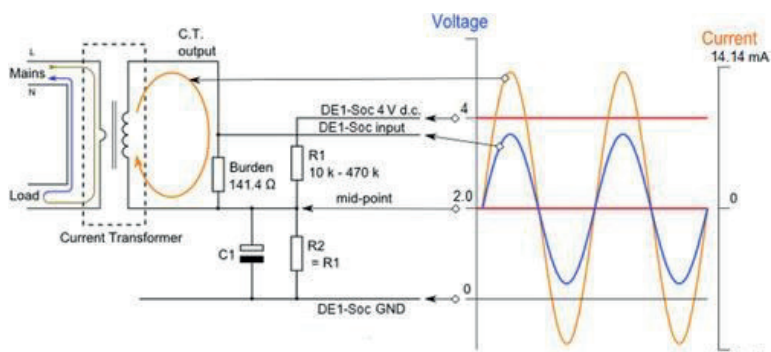 C.T.
output
Voltage
Current
14.14 mA
L
Mains
N
DE1-Soc 4 V d.c.
4
DE1-Soc input
Burden
141.4 Ω
R1
10 k - 470 k
Load
mid-point
2.0
0
Current Transformer
C1
R2
= R1
0
DE1-Soc GND